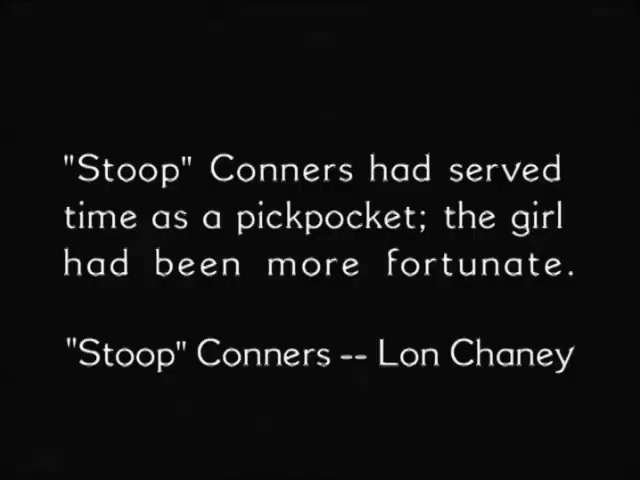 "Stoop" Conners had served
time as a pickpocket; the girl
had been more fortunate.
"Stoop" Conners -- Lon Chaney